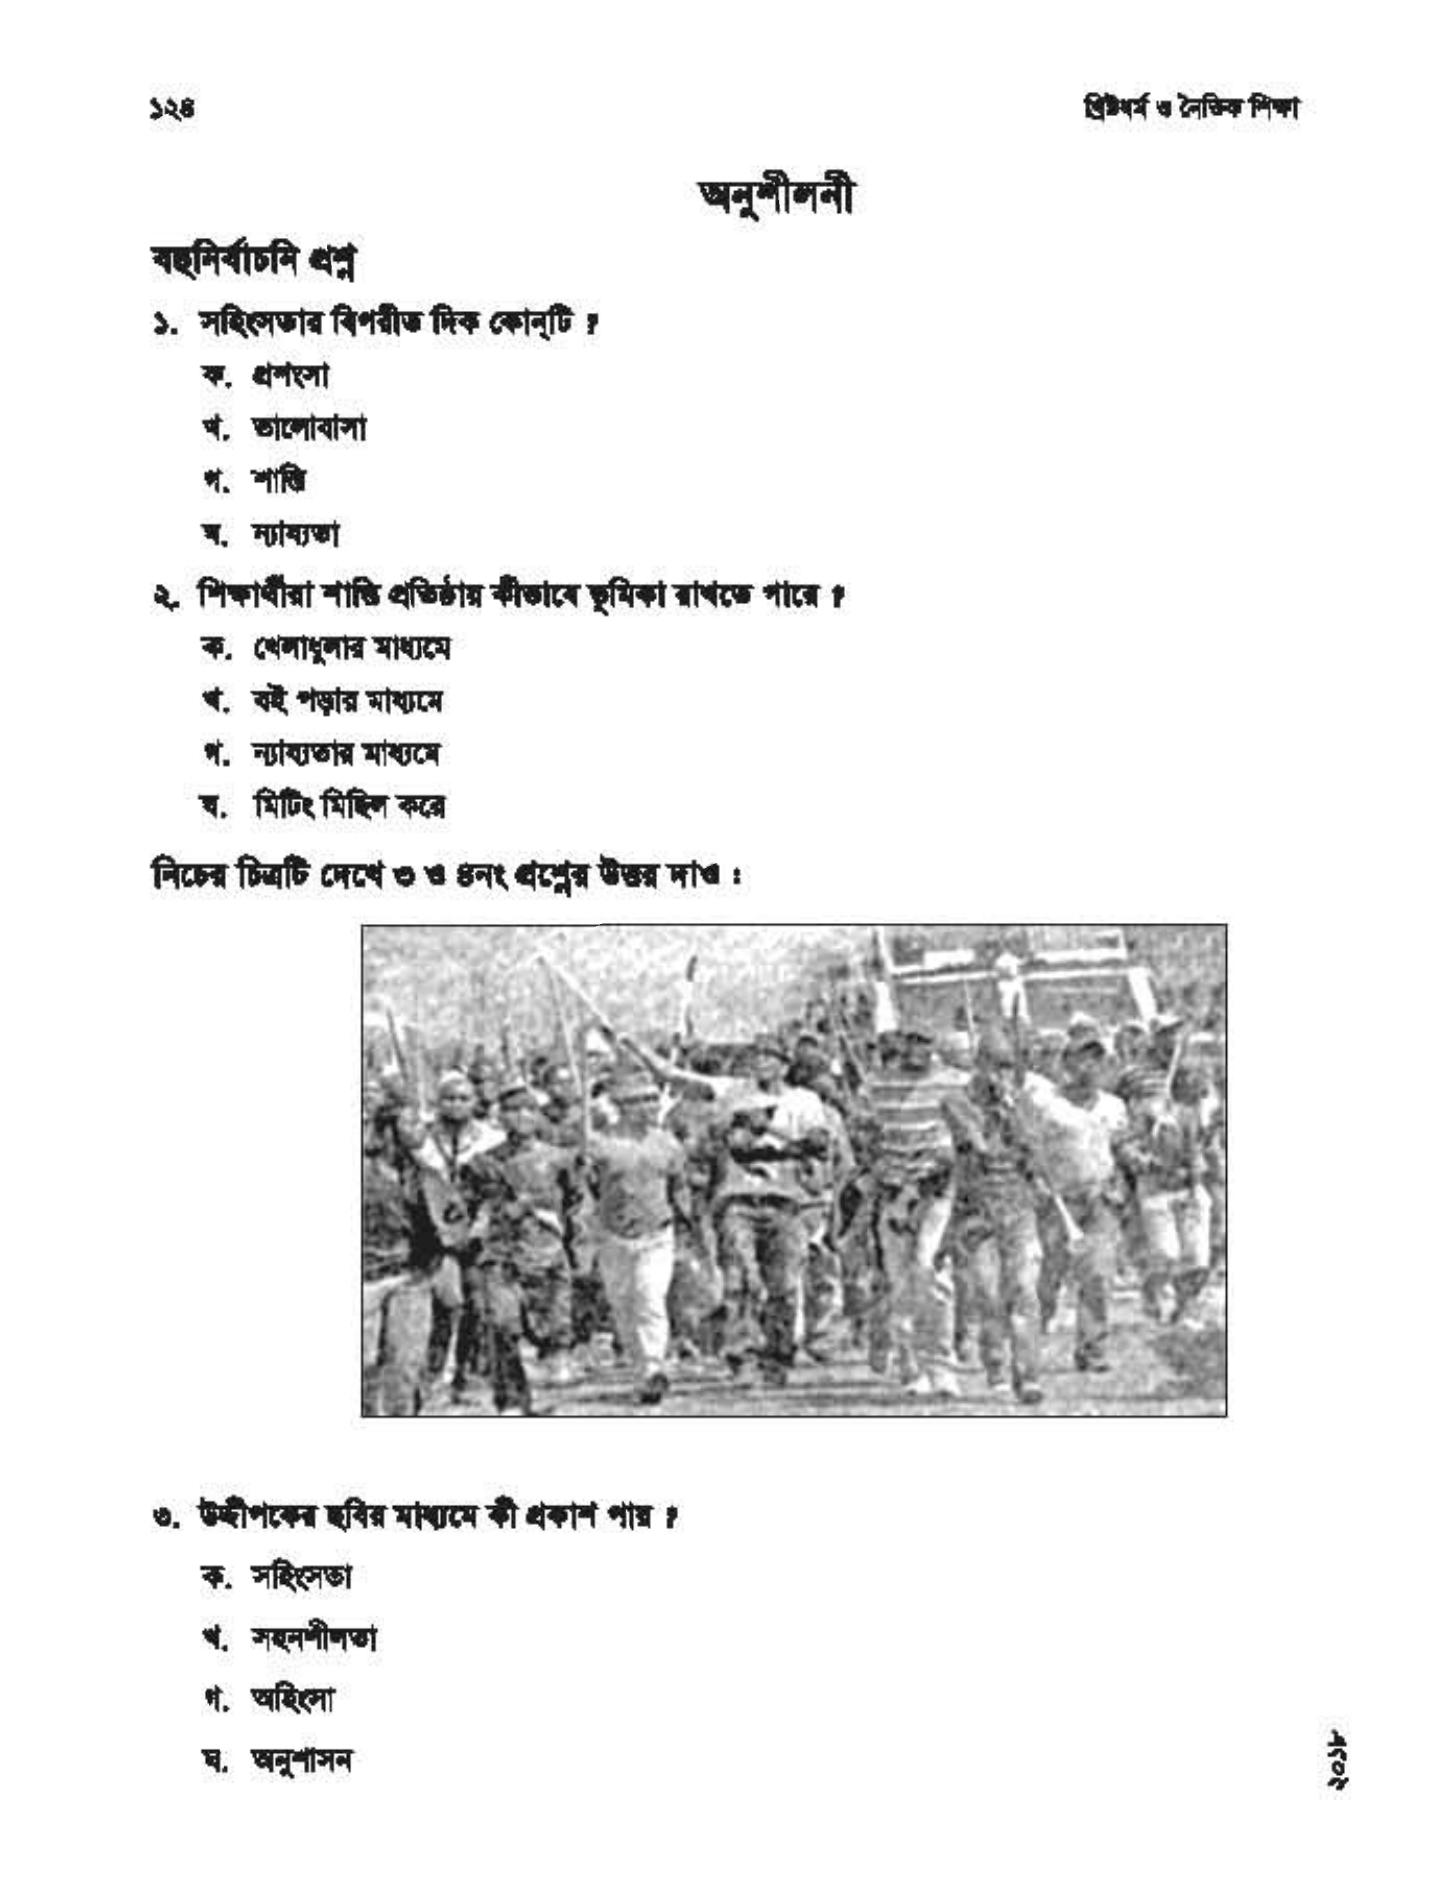 ১২৪
খ্রিষ্টধর্ম ও নৈতিক শিক্ষা
অনুশীলনী
বহুনির্বাচনি প্রশ্ন
১. সহিংসতার বিপরীত দিক কোন্‌টি ?
ক. প্রশংসা
খ. ভালোবাসা
গ. শান্তি
ঘ. ন্যায্যতা
২. শিক্ষার্থীরা শান্তি প্রতিষ্ঠায় কীভাবে ভূমিকা রাখতে পারে ?
ক. খেলাধুলার মাধ্যমে
খ. বই পড়ার মাধ্যমে
গ. ন্যায্যতার মাধ্যমে
ঘ. মিটিং মিছিল করে
নিচের চিত্রটি দেখে ৩ ও ৪নং প্রশ্নের উত্তর দাও :
৩. উদ্দীপকের ছবির মাধ্যমে কী প্রকাশ পায় ?
ক. সহিংসতা
খ. সহনশীলতা
গ. অহিংসা
ঘ. অনুশাসন
২০১৮